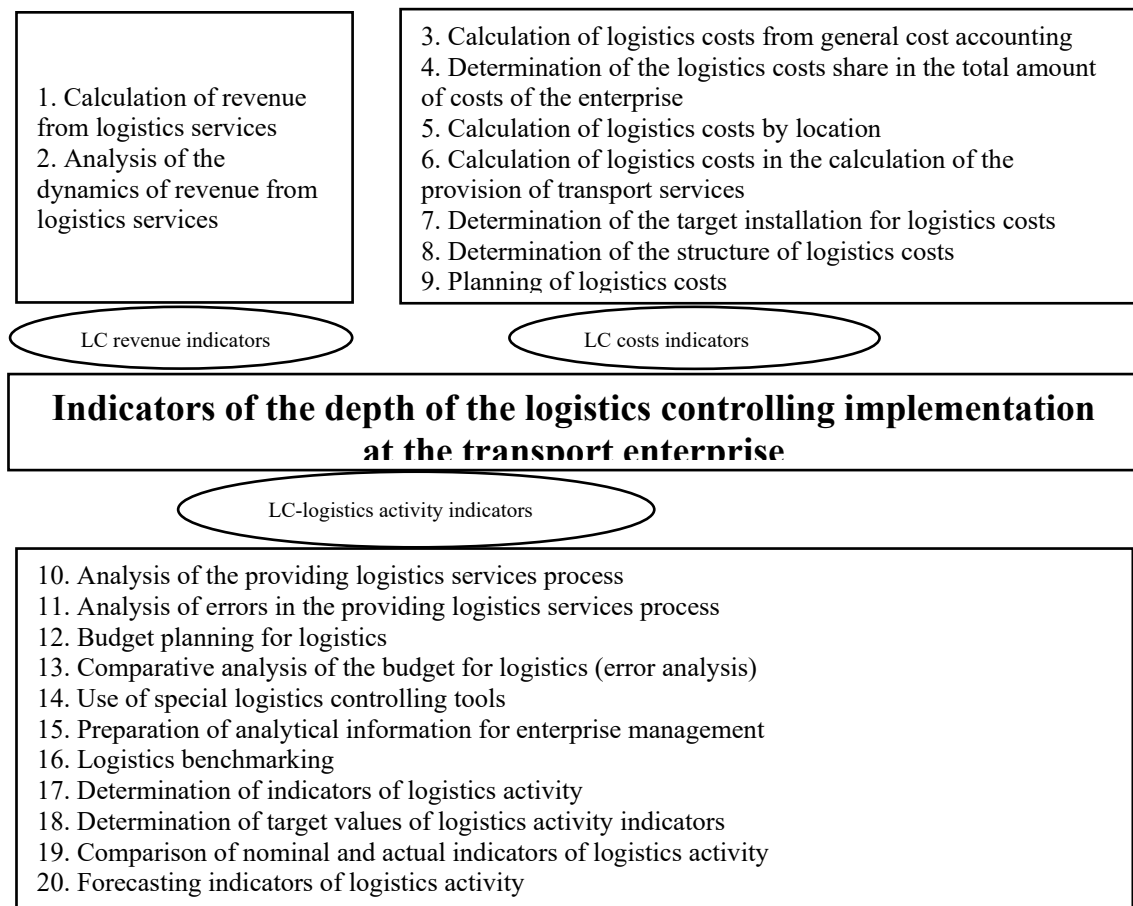 1. Calculation of revenue
from logistics services
2. Analysis of the
dynamics of revenue from
logistics services
3. Calculation of logistics costs from general cost accounting
4. Determination of the logistics costs share in the total amount
of costs of the enterprise
5. Calculation of logistics costs by location
6. Calculation of logistics costs in the calculation of the
provision of transport services
7. Determination of the target installation for logistics costs
8. Determination of the structure of logistics costs
9. Planning of logistics costs
LC revenue indicators
LC costs indicators
Indicators of the depth of the logistics controlling implementation
at the transport enterprise
LC-logistics activity indicators
10. Analysis of the providing logistics services process
11. Analysis of errors in the providing logistics services process
12. Budget planning for logistics
13. Comparative analysis of the budget for logistics (error analysis)
14. Use of special logistics controlling tools
15. Preparation of analytical information for enterprise management
16. Logistics benchmarking
17. Determination of indicators of logistics activity
18. Determination of target values of logistics activity indicators
19. Comparison of nominal and actual indicators of logistics activity
20. Forecasting indicators of logistics activity